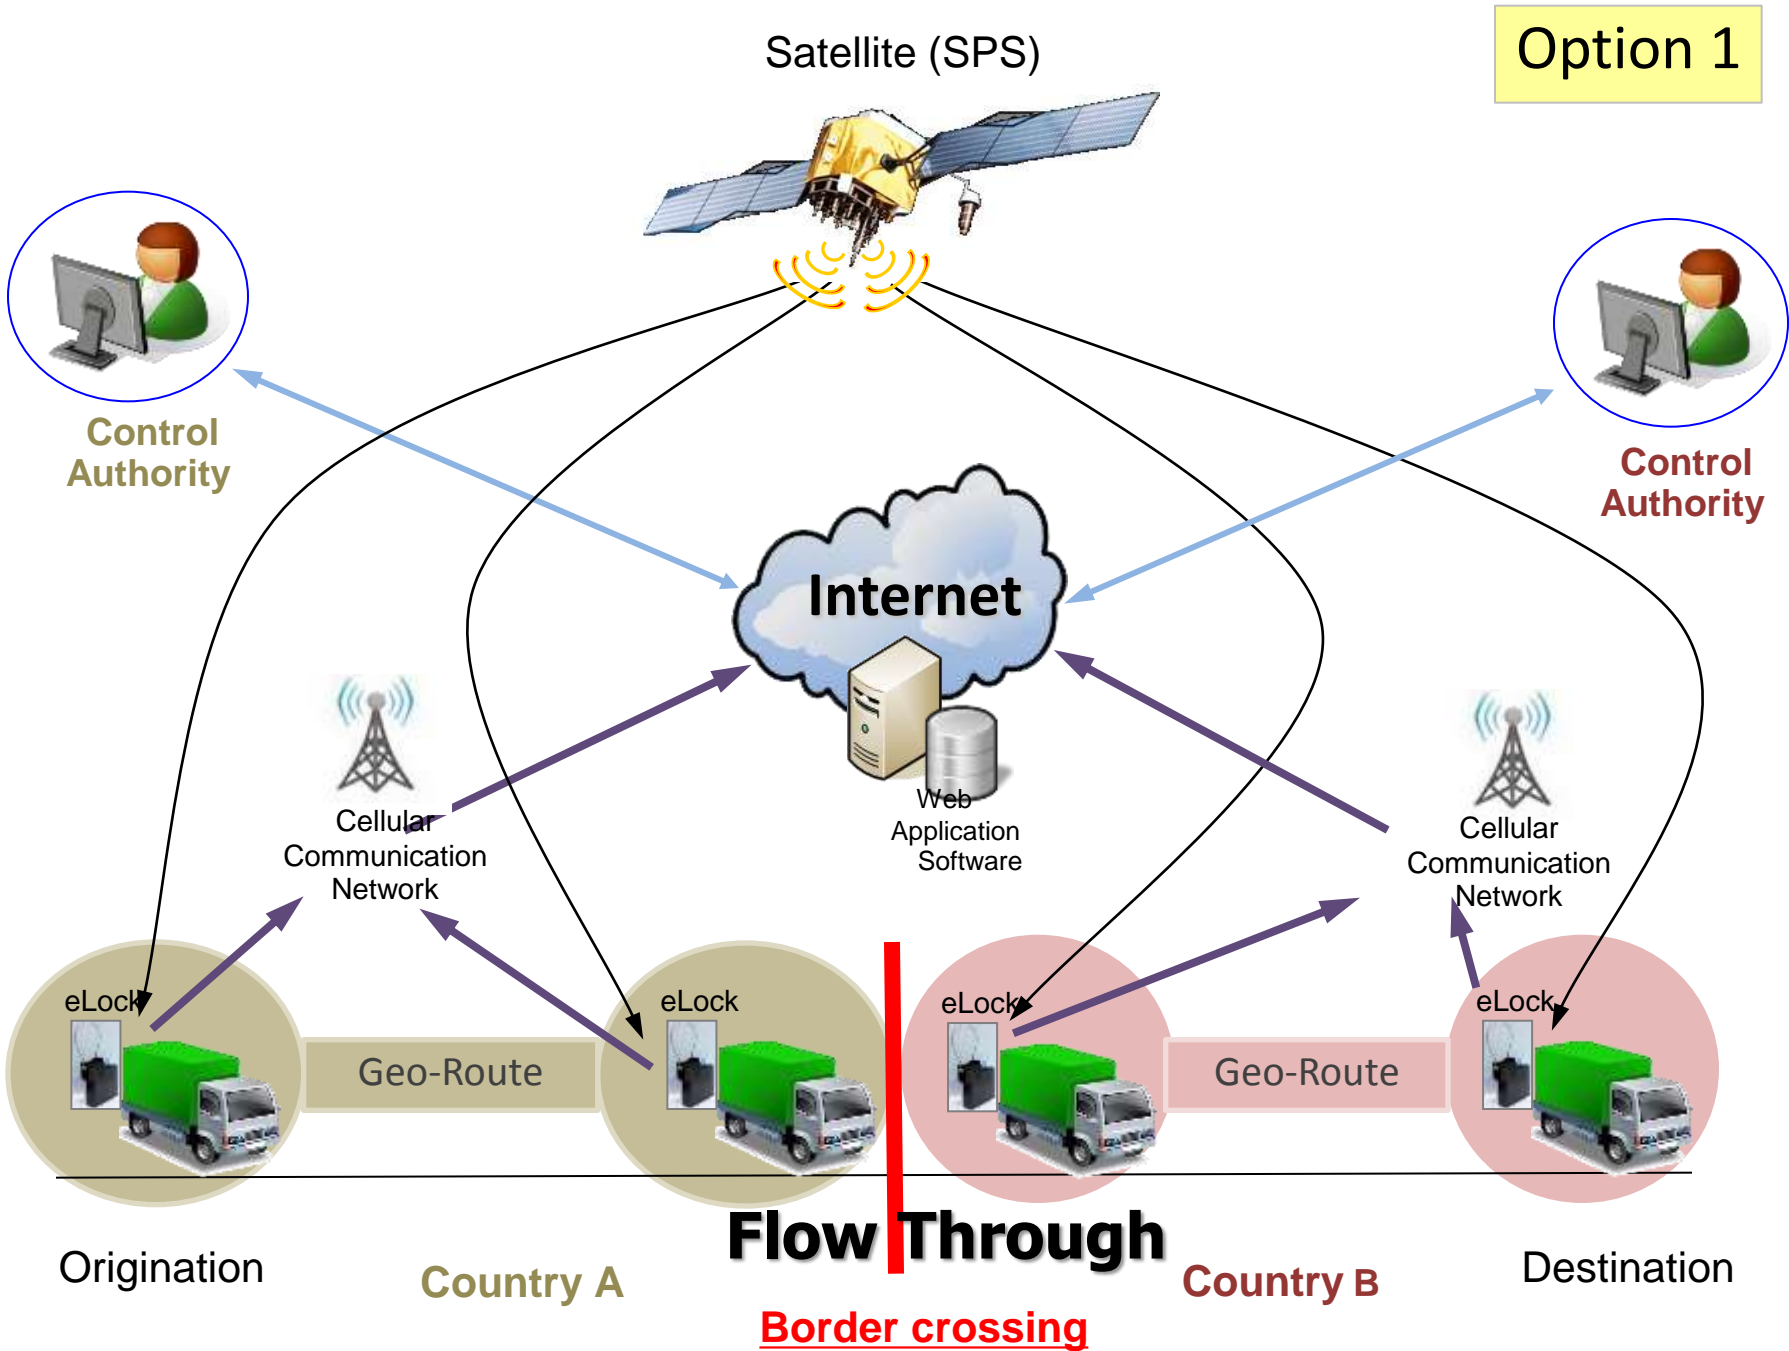 Satellite (SPS)
Option 1
Control
Authority
Control
Authority
Internet
Web
Application
Software
Cellular
Communication
Network
Cellular
Communication
Network
eLock
eLock
eLock
eLock
Geo-Route
Geo-Route
Flow Through
Origination
Country A
Country B
Destination
Border crossing